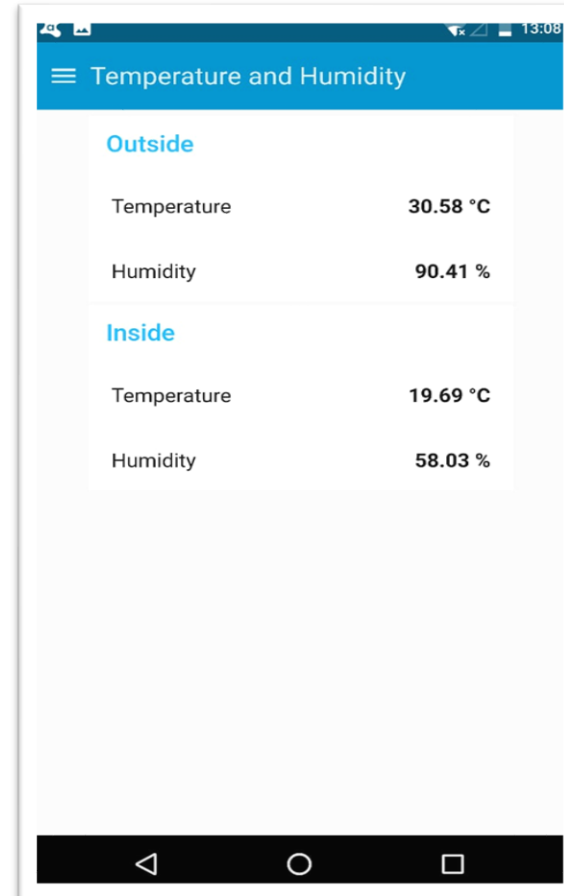 13:08
Temperature and Humidity
Outside
Temperature 30.58 °C
Humidity 90.41 %
Inside
Temperature 19.69 °C
Humidity 58.03 %